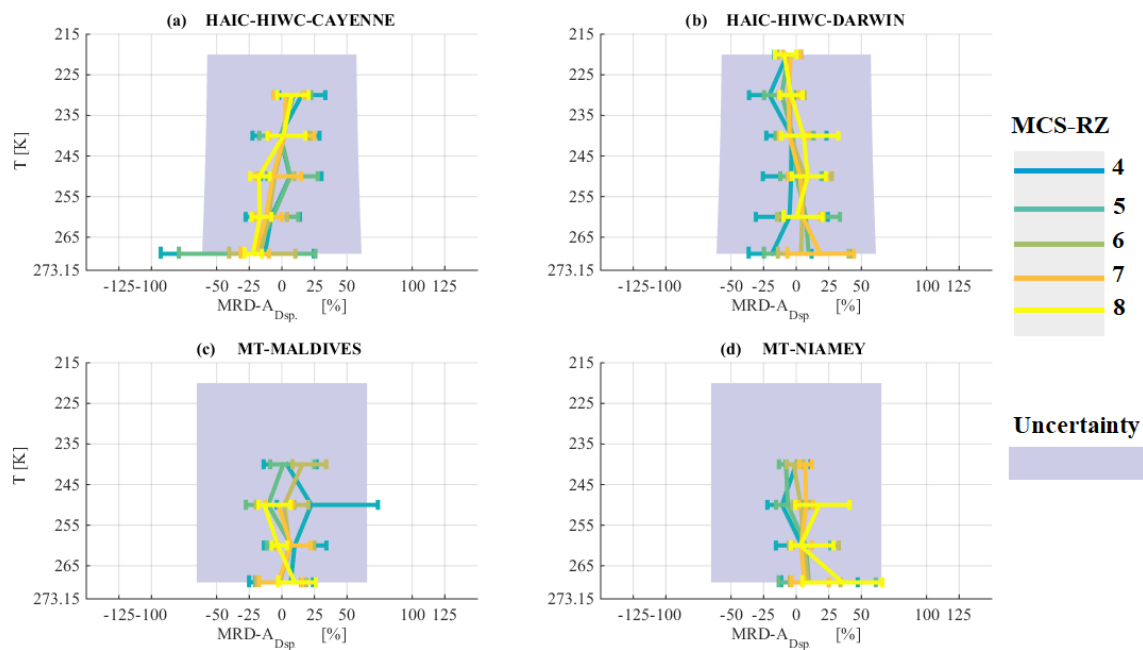 (a) HAIC-HIWC-CAYENNE
215
225
235
245
255
265
273.15
T [K]
-125-100 -50 -25 0 25 50 100 125
MRD-A Dsp. [%]
(b) HAIC-HIWC-DARWIN
215
225
235
245
255
265
273.15
-125-100 -50 -25 0 25 50 100 125
MRD-A Dsp [%]
MCS-RZ
4
5
6
7
8
Uncertainty
(c) MT-MALDIVES
215
225
235
245
255
265
273.15
T [K]
-125-100 -50 -25 0 25 50 100 125
MRD-A Dsp [%]
(d) MT-NIAMEY
215
225
235
245
255
265
273.15
-125-100 -50 -25 0 25 50 100 125
MRD-A Dsp [%]